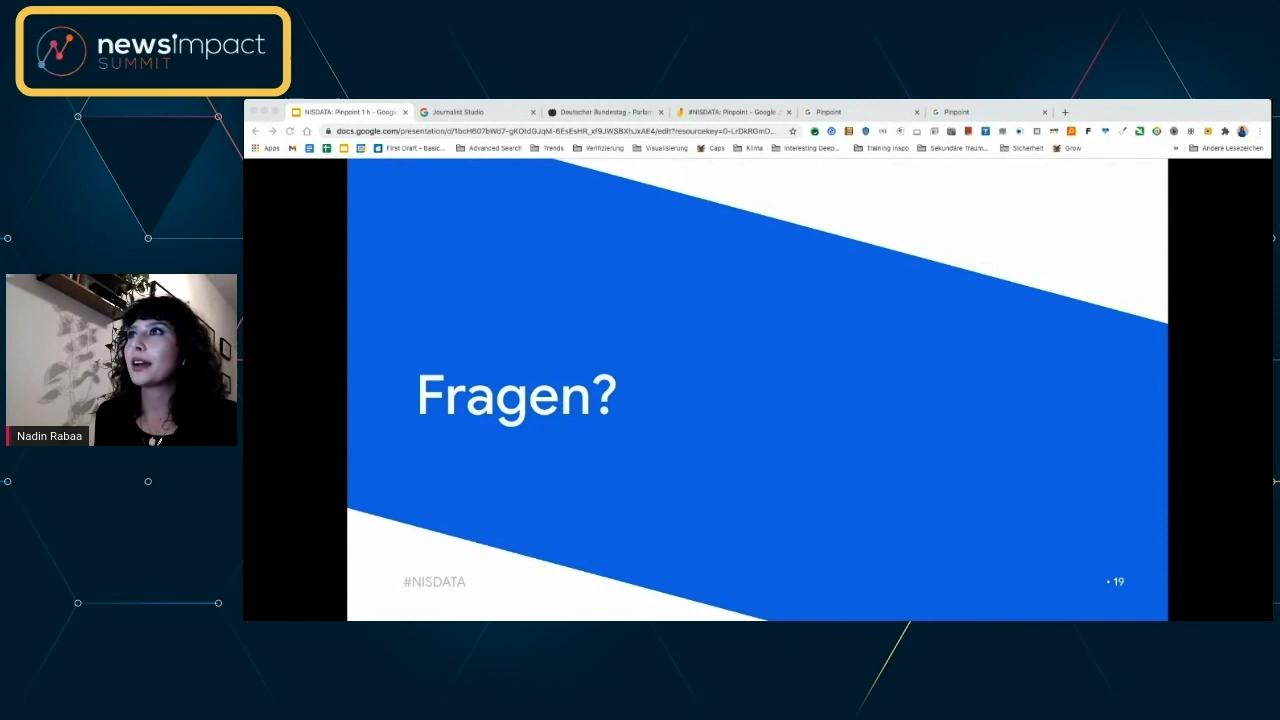 newsimpact
SUMMIT
NISDATA: Pinpoint 1 h - Google
Journalist Studio
Deutscher Bundestag - Parlam
#NISDATA: Pinpoint - Google
Pinpoint
Pinpoint
Apps
First Draft - Basic...
Advanced Search
Trends
Verifizierung
Visualisierung
Caps
Klima
Interesting Deep...
Training Inspo
Sekundäre Traum...
Sicherheit
Grow
Andere Lesezeichen
Fragen?
Nadin Rabaa
#NISDATA
• 19